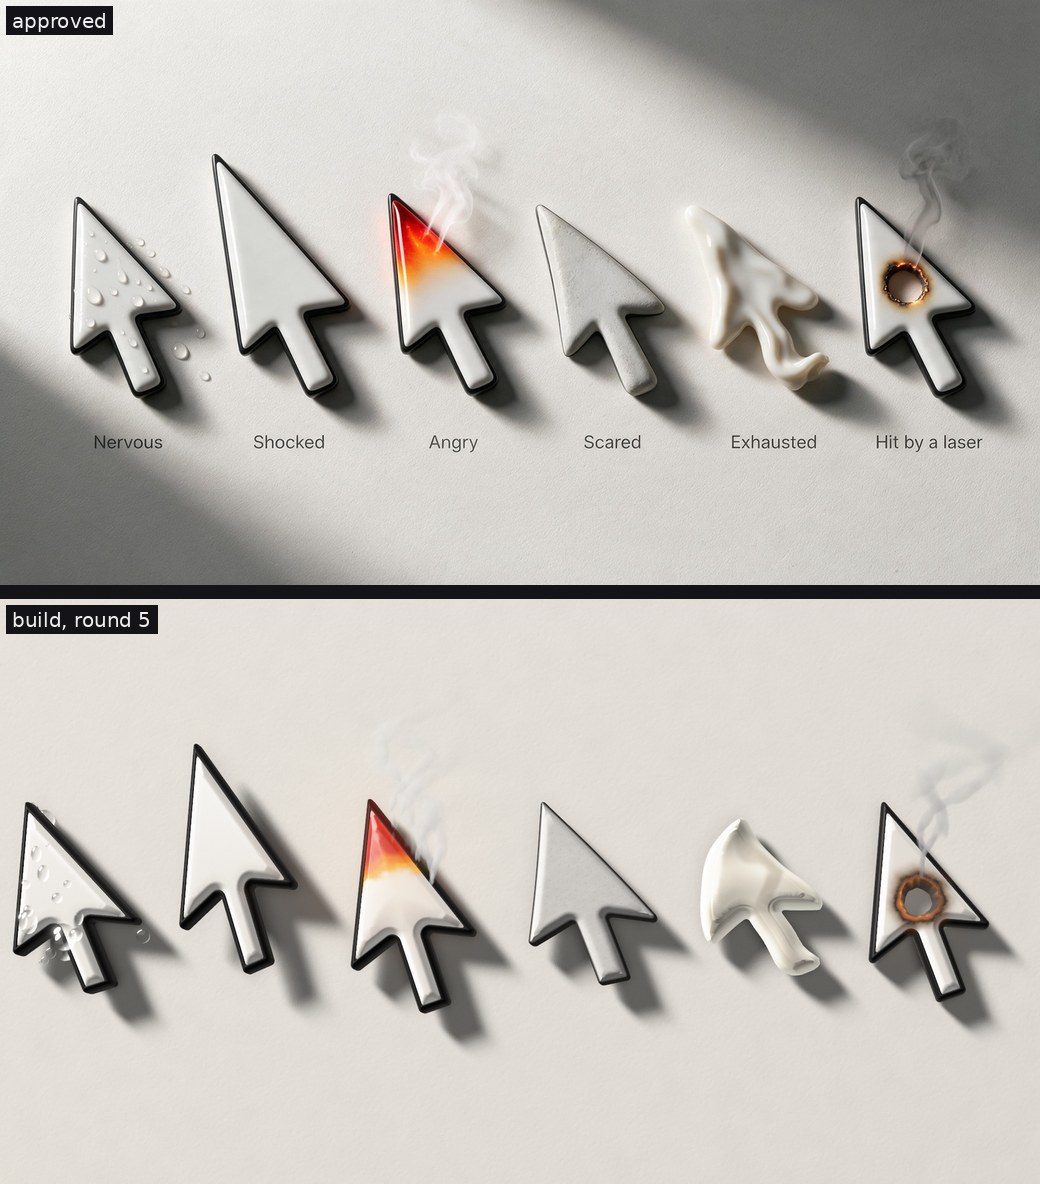 approved
Nervous
Shocked
Angry
Scared
Exhausted
Hit by a laser
build, round 5